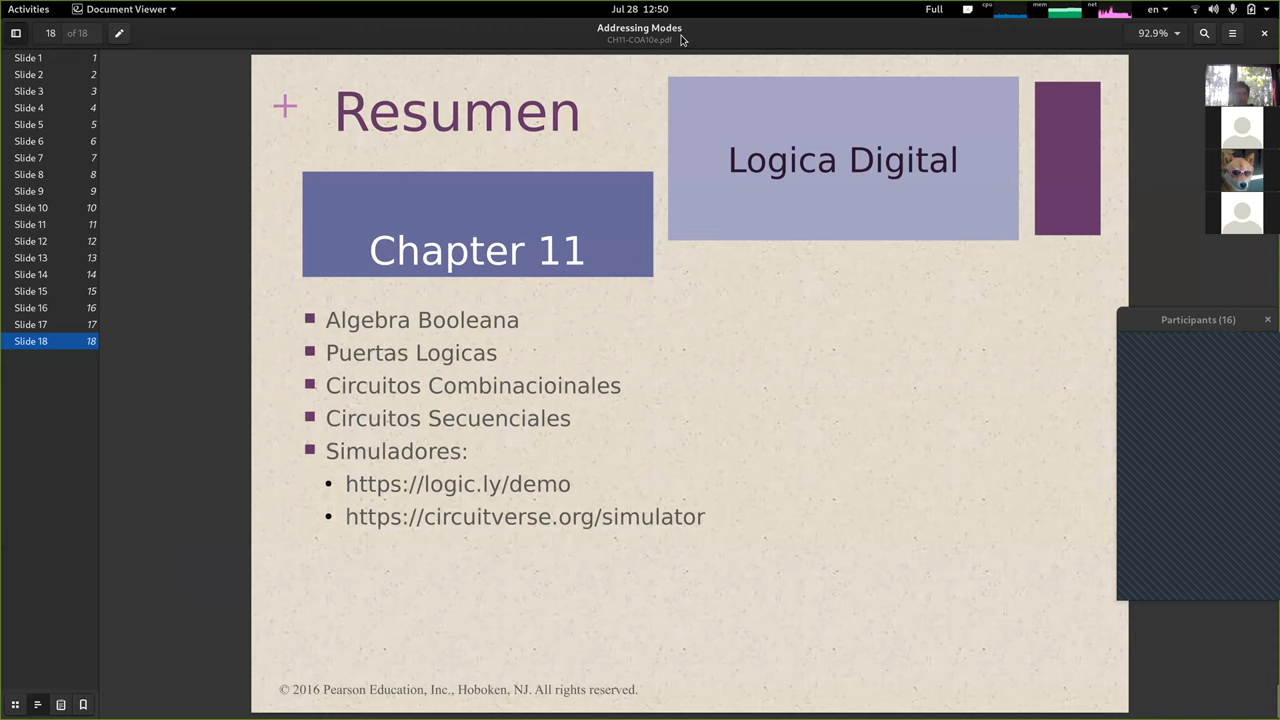 Activities
Document Viewer
Jul 28 12:50
Full
cpu
mem
net
en
18 of 18
Addressing Modes
CH11-COA10e.pdf
92.9%
Slide 1 1
Slide 2 2
Slide 3 3
Slide 4 4
Slide 5 5
Slide 6 6
Slide 7 7
Slide 8 8
Slide 9 9
Slide 10 10
Slide 11 11
Slide 12 12
Slide 13 13
Slide 14 14
Slide 15 15
Slide 16 16
Slide 17 17
Slide 18 18
+ Resumen
Logica Digital
Chapter 11
Algebra Booleana
Puertas Logicas
Circuitos Combinacioinales
Circuitos Secuenciales
Simuladores:
https://logic.ly/demo
https://circuitverse.org/simulator
© 2016 Pearson Education, Inc., Hoboken, NJ. All rights reserved.
Participants (16)